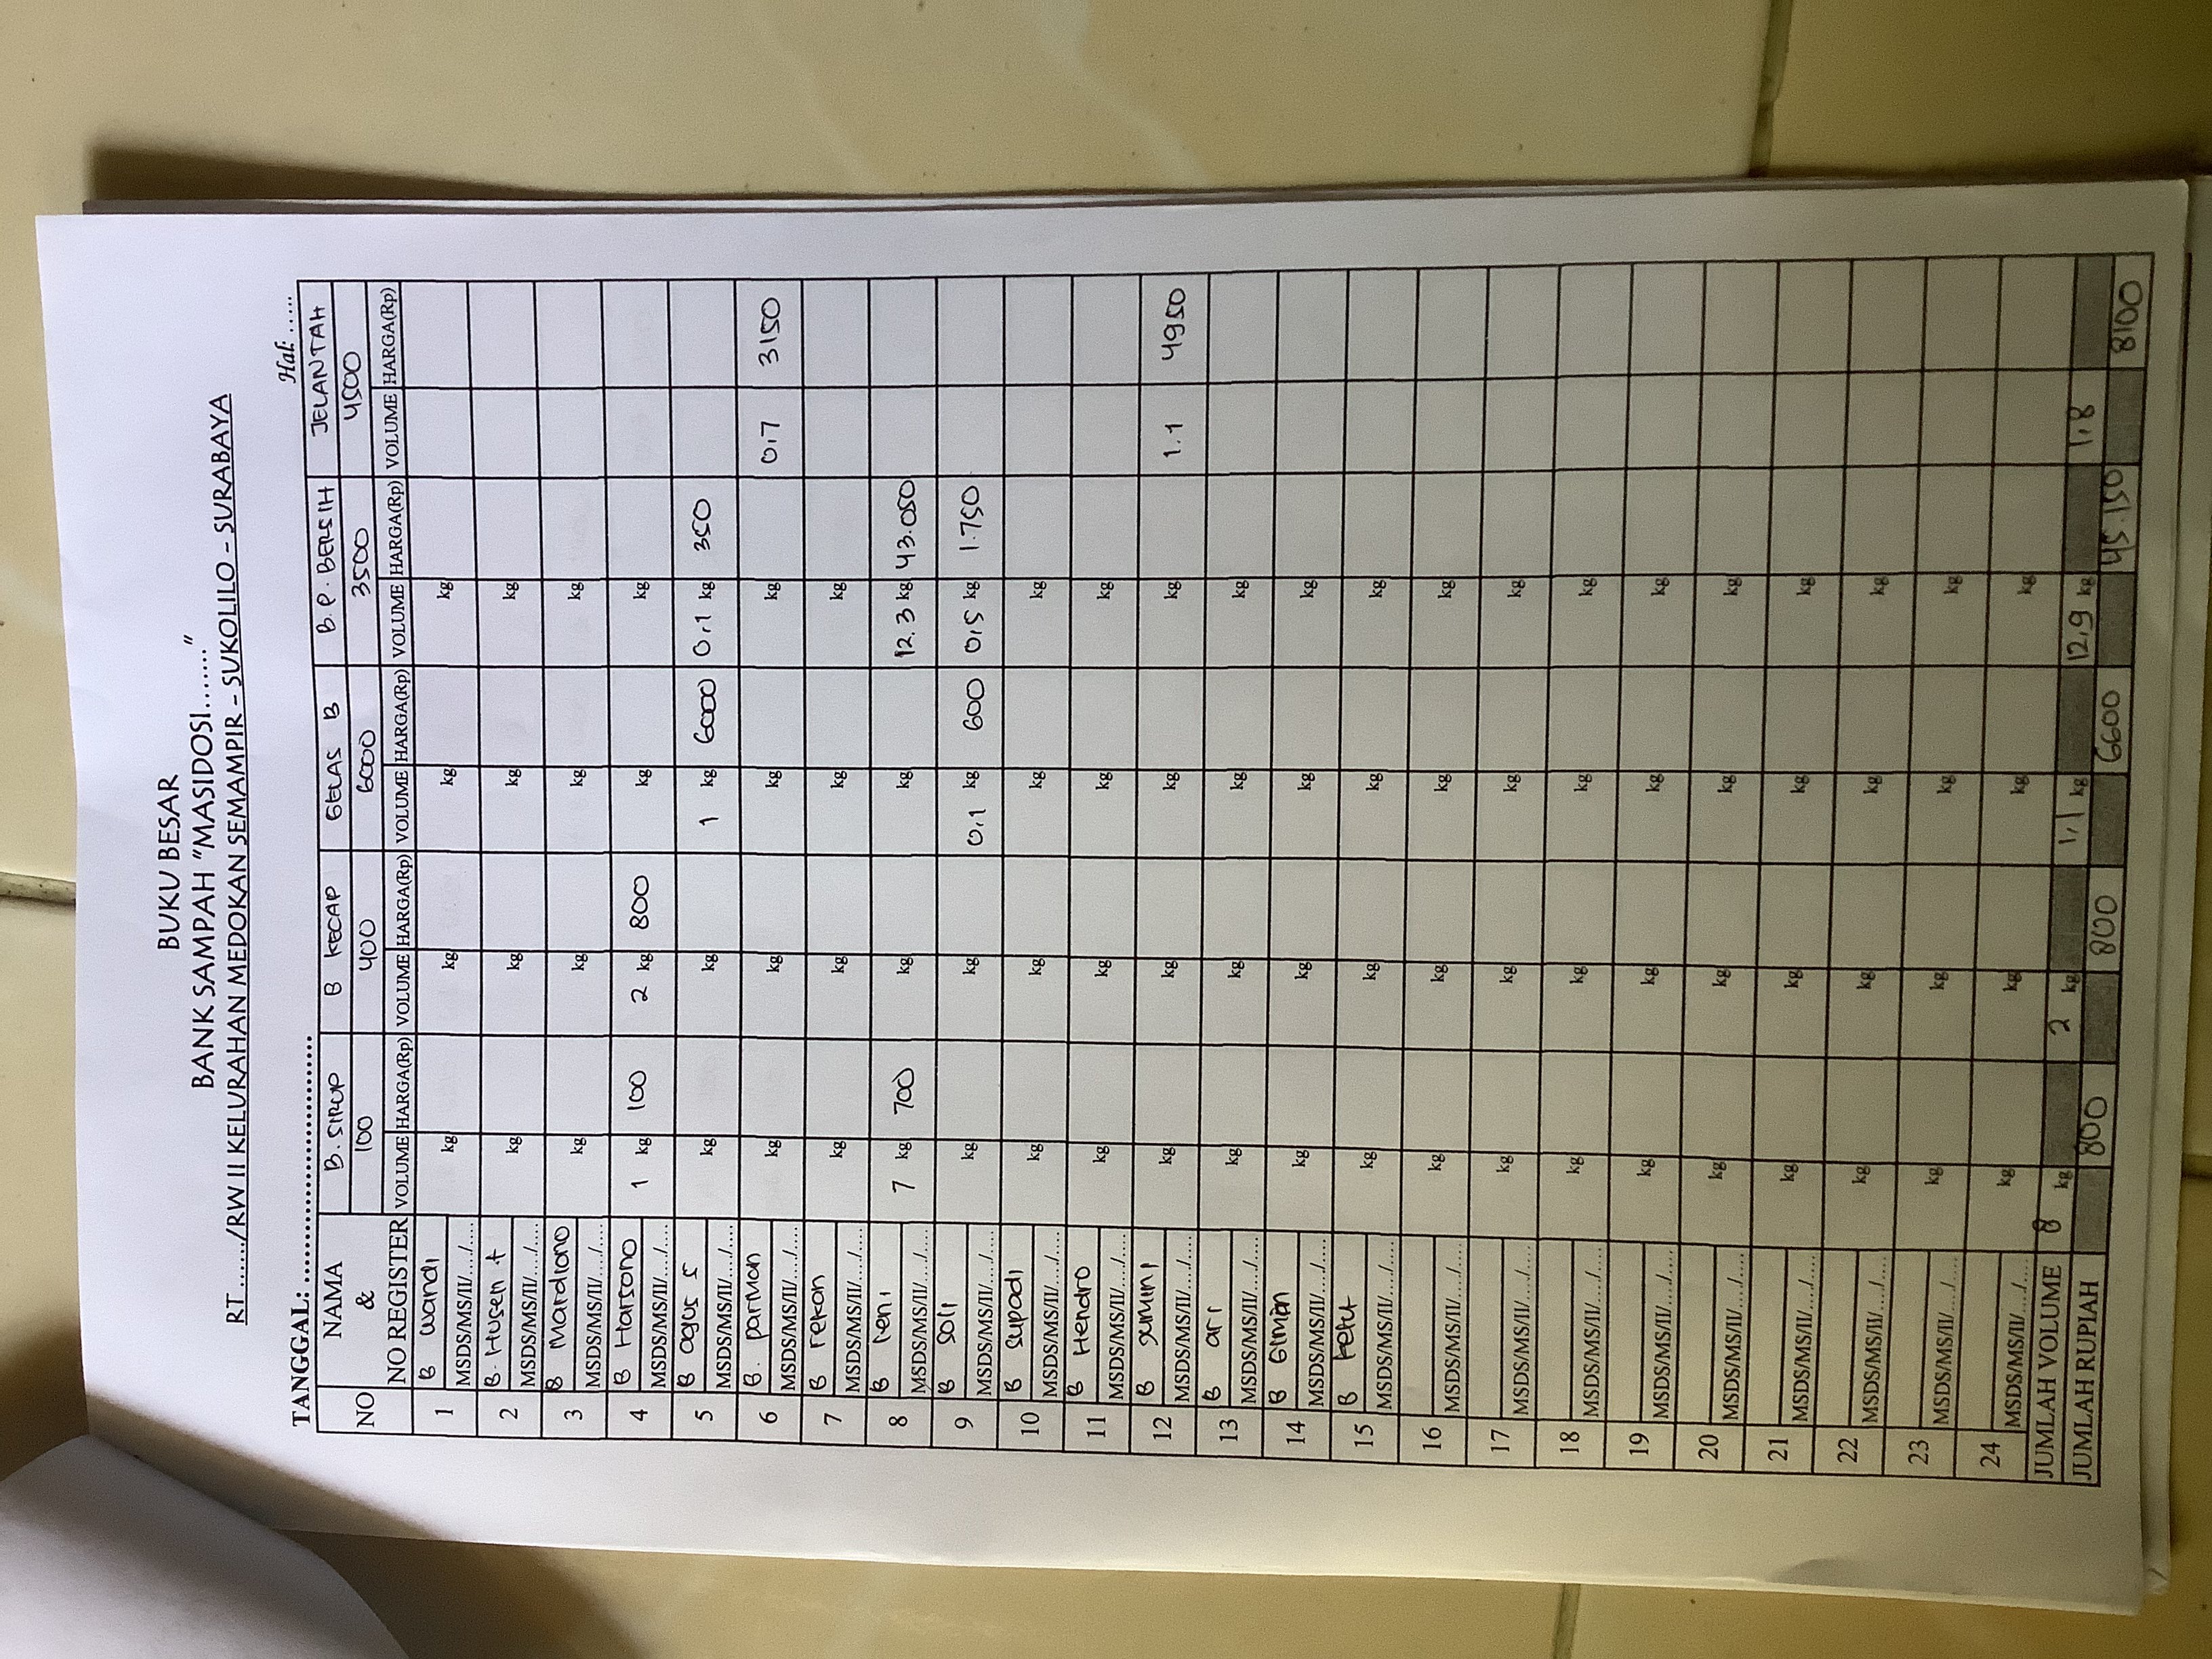 BUKU BESAR
BANK SAMPAH "MASIDOSI......."
RT ....../RW II KELURAHAN MEDOKAN SEMAMPIR - SUKOLILO - SURABAYA
TANGGAL: ............................ Hal: .....
NO NAMA & NO REGISTER B. SIRUP B KECAP GELAS B B. P. BERSIH JELANTAH
100 400 6000 3500 4500
VOLUME HARGA(Rp) VOLUME HARGA(Rp) VOLUME HARGA(Rp) VOLUME HARGA(Rp) VOLUME HARGA(Rp)
1 B wandi kg kg kg kg
MSDS/MS/II/..../....
2 B. Husen t kg kg kg kg
MSDS/MS/II/..../....
3 B Mardiono kg kg kg kg
MSDS/MS/II/..../....
4 B Harsono 1 kg 100 2 kg 800 kg kg
MSDS/MS/II/..../....
5 B agus s kg kg 1 kg 6000 0,1 kg 350
MSDS/MS/II/..../....
6 B. parman kg kg kg kg 0,7 3150
MSDS/MS/II/..../....
7 B rekan kg kg kg kg
MSDS/MS/II/..../....
8 B reni 7 kg 700 kg kg 12.3 kg 43.050
MSDS/MS/II/..../....
9 B soli kg kg 0,1 kg 600 0,5 kg 1.750
MSDS/MS/II/..../....
10 B supadi kg kg kg kg
MSDS/MS/II/..../....
11 B Hendro kg kg kg kg
MSDS/MS/II/..../....
12 B sumini kg kg kg kg 1.1 4950
MSDS/MS/II/..../....
13 B ari kg kg kg kg
MSDS/MS/II/..../....
14 B Giman kg kg kg kg
MSDS/MS/II/..../....
15 B kg kg kg kg
MSDS/MS/II/..../....
16 kg kg kg kg
MSDS/MS/II/..../....
17 kg kg kg kg
MSDS/MS/II/..../....
18 kg kg kg kg
MSDS/MS/II/..../....
19 kg kg kg kg
MSDS/MS/II/..../....
20 kg kg kg kg
MSDS/MS/II/..../....
21 kg kg kg kg
MSDS/MS/II/..../....
22 kg kg kg kg
MSDS/MS/II/..../....
23 kg kg kg kg
MSDS/MS/II/..../....
24 kg kg kg kg
MSDS/MS/II/..../....
JUMLAH VOLUME 8 kg 2 kg 1,1 kg 12,9 kg 1,8
JUMLAH RUPIAH 800 800 6600 45.150 8100